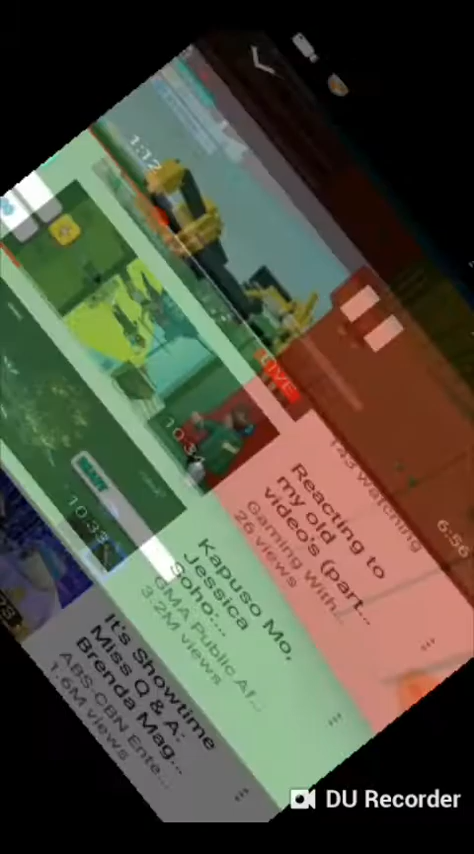 1:12
LIVE
143 watching
6:56
Reacting to
my old
video's (part...
Gaming With...
26 views
10:34
Kapuso Mo,
Jessica
Soho:...
GMA Public Af...
3.2M views
10:33
It's Showtime
Miss Q & A:
Brenda Mag...
ABS-CBN Ente...
1.6M views
DU Recorder